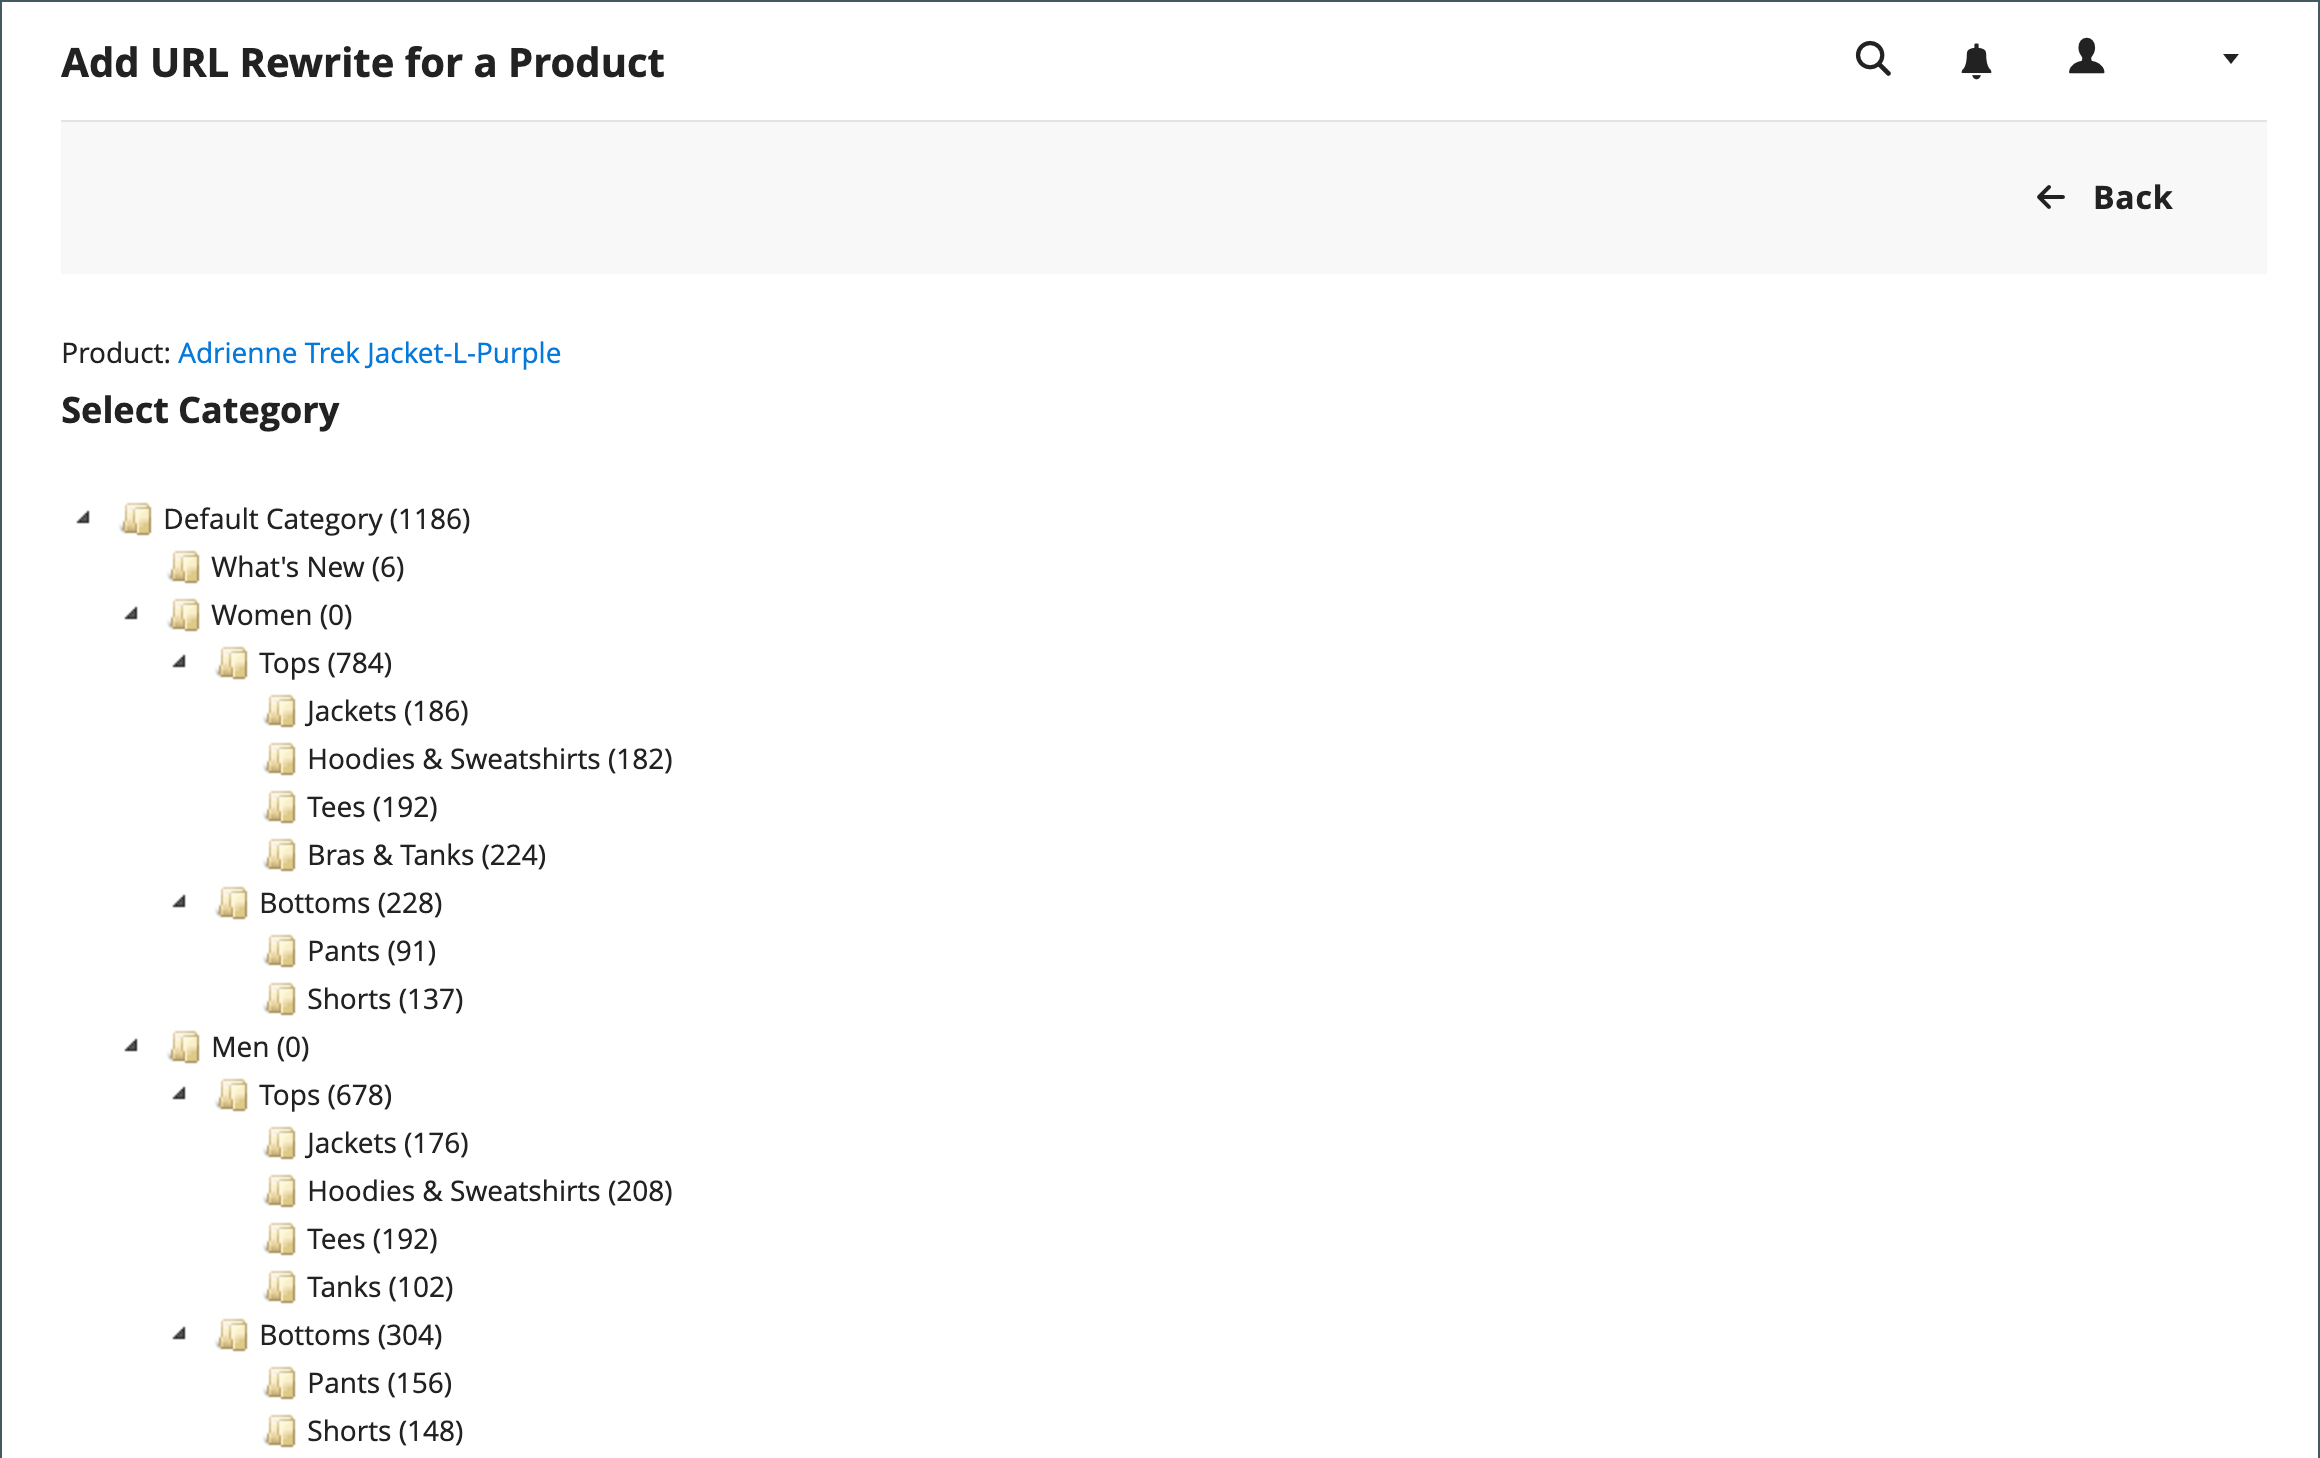 Add URL Rewrite for a Product
Back
Product: Adrienne Trek Jacket-L-Purple
Select Category
Default Category (1186)
What's New (6)
Women (0)
Tops (784)
Jackets (186)
Hoodies & Sweatshirts (182)
Tees (192)
Bras & Tanks (224)
Bottoms (228)
Pants (91)
Shorts (137)
Men (0)
Tops (678)
Jackets (176)
Hoodies & Sweatshirts (208)
Tees (192)
Tanks (102)
Bottoms (304)
Pants (156)
Shorts (148)